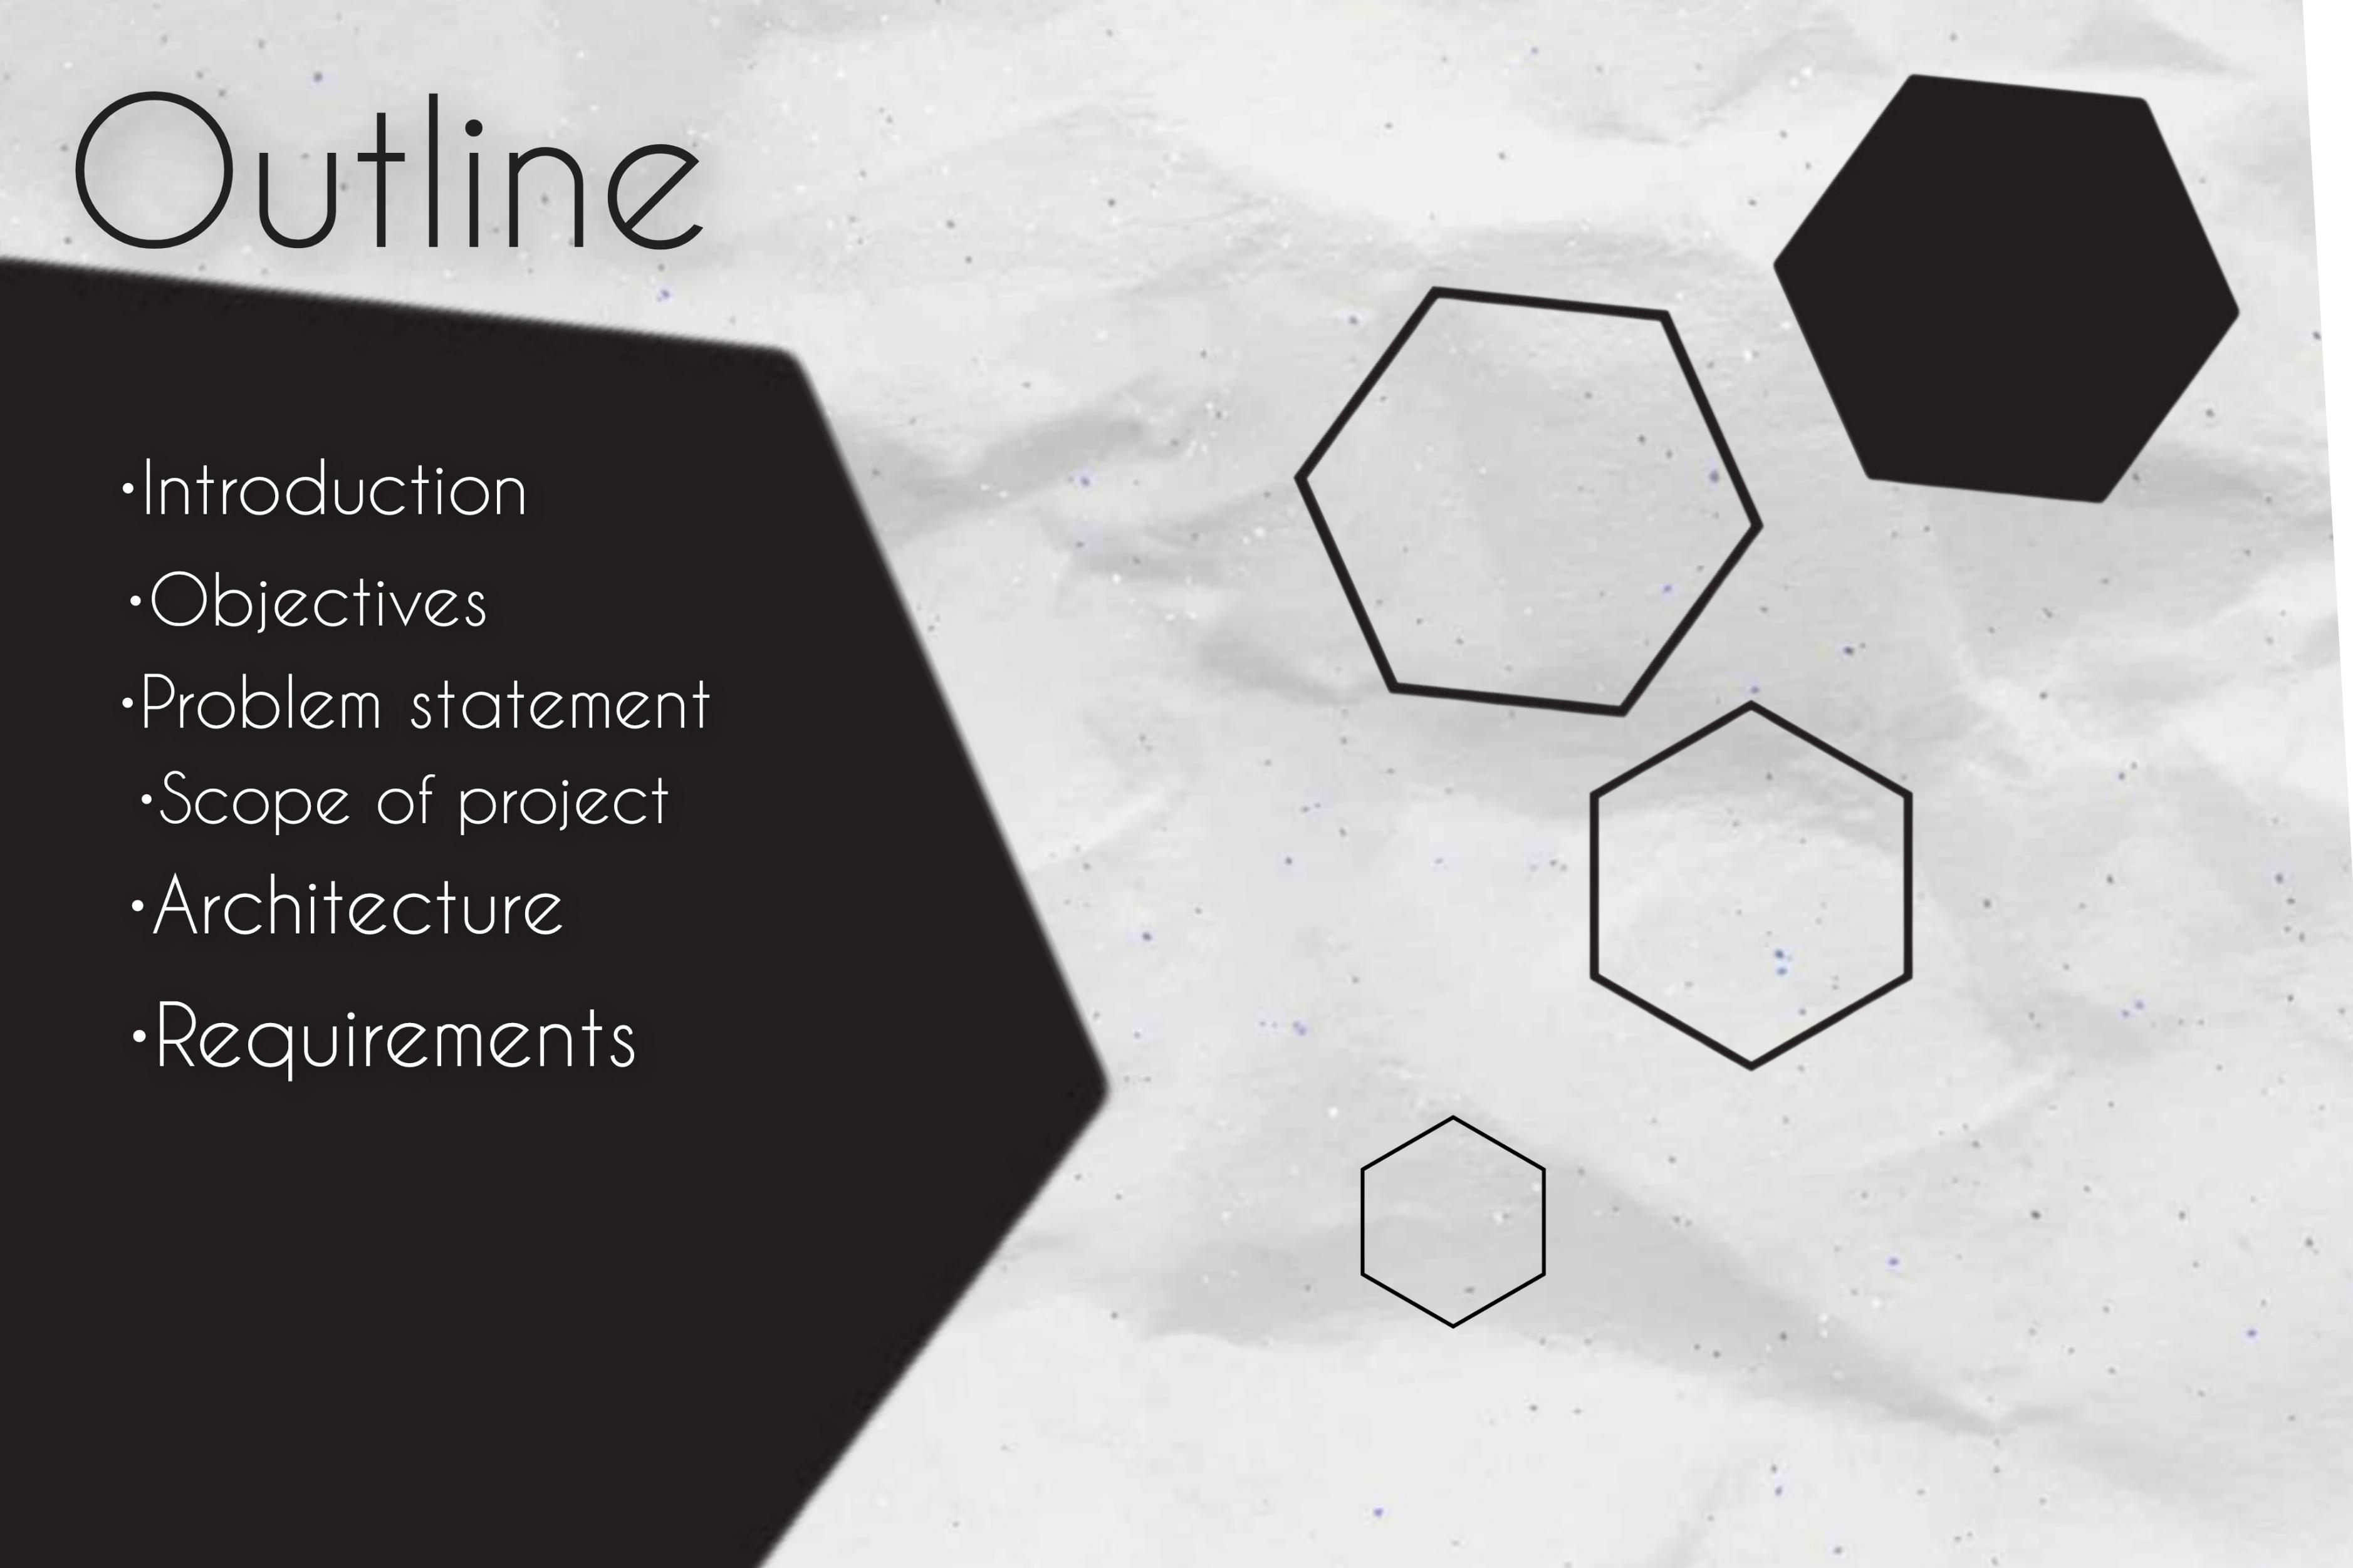 Outline
•Introduction
•Objectives
•Problem statement
•Scope of project
•Architecture
•Requirements